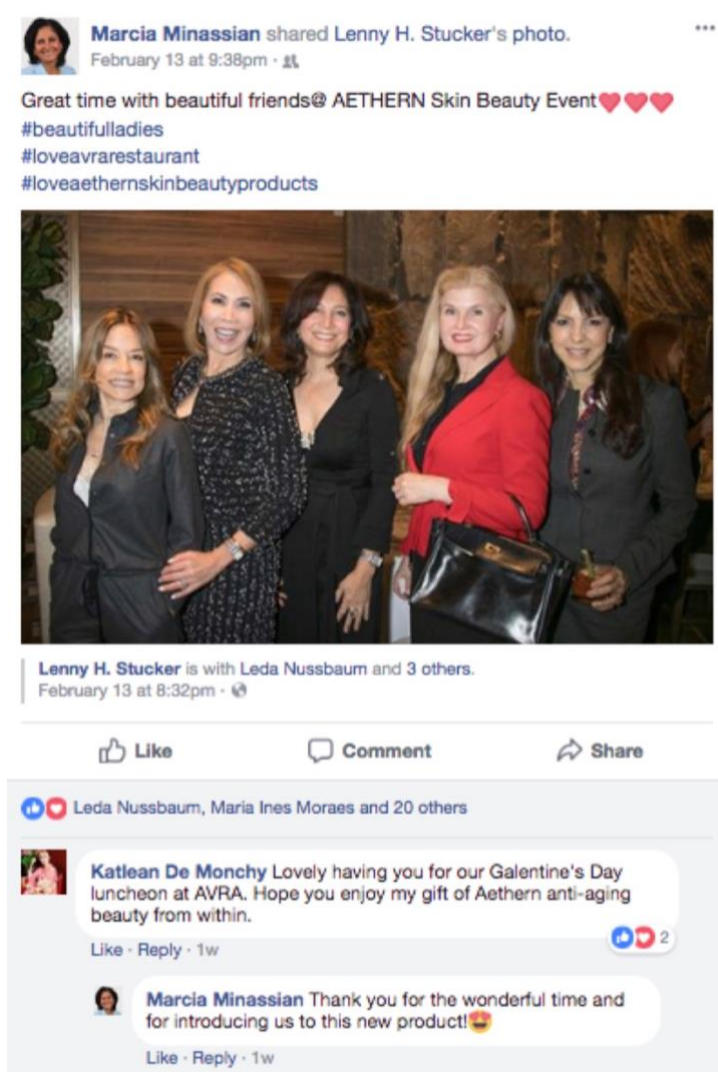 Marcia Minassian shared Lenny H. Stucker's photo.
February 13 at 9:38pm ·
Great time with beautiful friends@ AETHERN Skin Beauty Event❤❤❤
#beautifulladies
#loveavrarestaurant
#loveaethernskinbeautyproducts
Lenny H. Stucker is with Leda Nussbaum and 3 others.
February 13 at 8:32pm ·
Like Comment Share
Leda Nussbaum, Maria Ines Moraes and 20 others
Katlean De Monchy Lovely having you for our Galentine's Day
luncheon at AVRA. Hope you enjoy my gift of Aethern anti-aging
beauty from within.
2
Like · Reply · 1w
Marcia Minassian Thank you for the wonderful time and
for introducing us to this new product!😍
Like · Reply · 1w